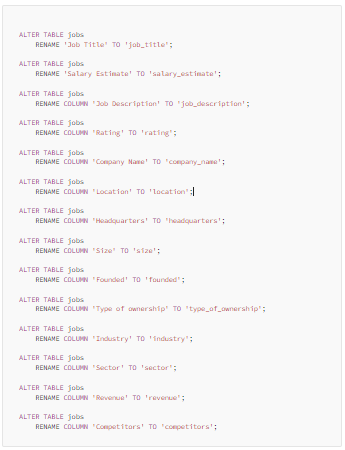 ALTER TABLE jobs
RENAME 'Job Title' TO 'job_title';
ALTER TABLE jobs
RENAME 'Salary Estimate' TO 'salary_estimate';
ALTER TABLE jobs
RENAME COLUMN 'Job Description' TO 'job_description';
ALTER TABLE jobs
RENAME COLUMN 'Rating' TO 'rating';
ALTER TABLE jobs
RENAME COLUMN 'Company Name' TO 'company_name';
ALTER TABLE jobs
RENAME COLUMN 'Location' TO 'location';
ALTER TABLE jobs
RENAME COLUMN 'Headquarters' TO 'headquarters';
ALTER TABLE jobs
RENAME COLUMN 'Size' TO 'size';
ALTER TABLE jobs
RENAME COLUMN 'Founded' TO 'founded';
ALTER TABLE jobs
RENAME COLUMN 'Type of ownership' TO 'type_of_ownership';
ALTER TABLE jobs
RENAME COLUMN 'Industry' TO 'industry';
ALTER TABLE jobs
RENAME COLUMN 'Sector' TO 'sector';
ALTER TABLE jobs
RENAME COLUMN 'Revenue' TO 'revenue';
ALTER TABLE jobs
RENAME COLUMN 'Competitors' TO 'competitors';